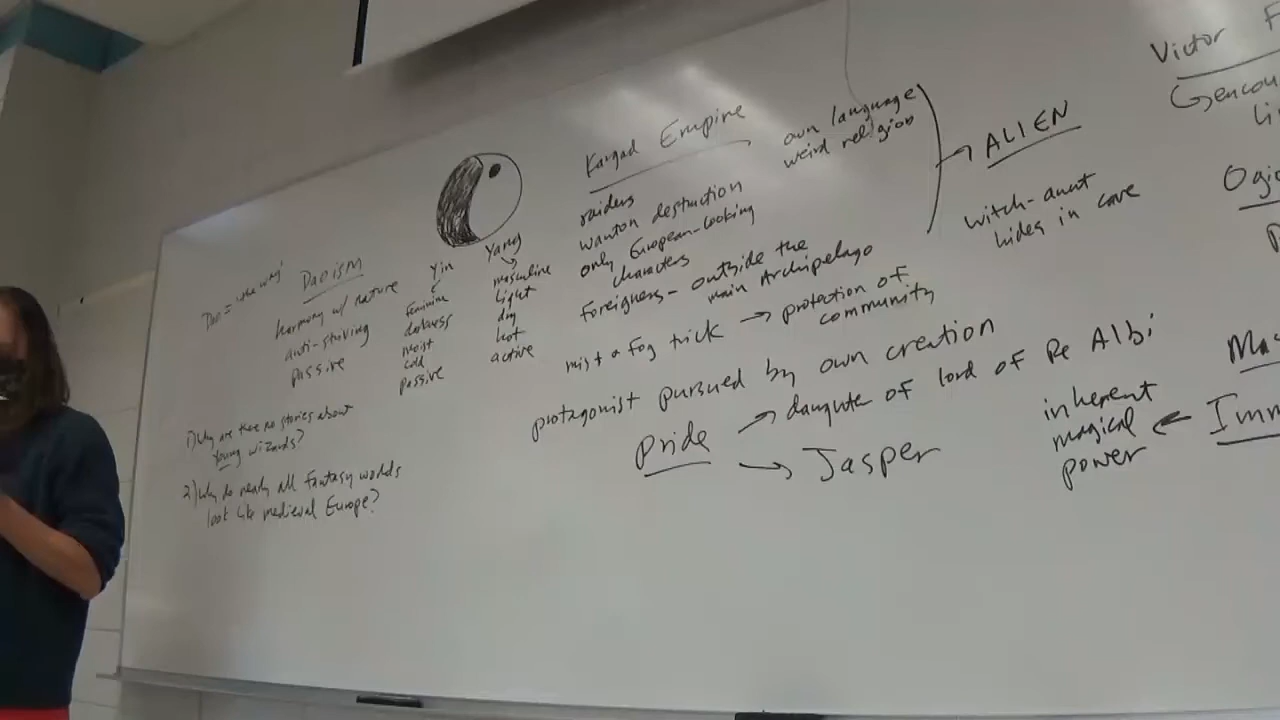 Dao = "the way"
Daoism
harmony w/ nature
anti-striving
passive
Yin
feminine
darkness
moist
cold
passive
Yang
masculine
light
dry
hot
active
1) Why are there no stories about
young wizards?
2) Why do nearly all fantasy worlds
look like medieval Europe?
Kargad Empire
raiders
wanton destruction
only European-looking
characters
foreigners - outside the
main Archipelago
own language
weird religion
ALIEN
witch-aunt
hides in cave
mist & fog trick → protection of
community
protagonist pursued by own creation
Pride
daughter of lord of Re Albi
Jasper
inherent
magical
power
Victor F
Ogi
Ma
Imm